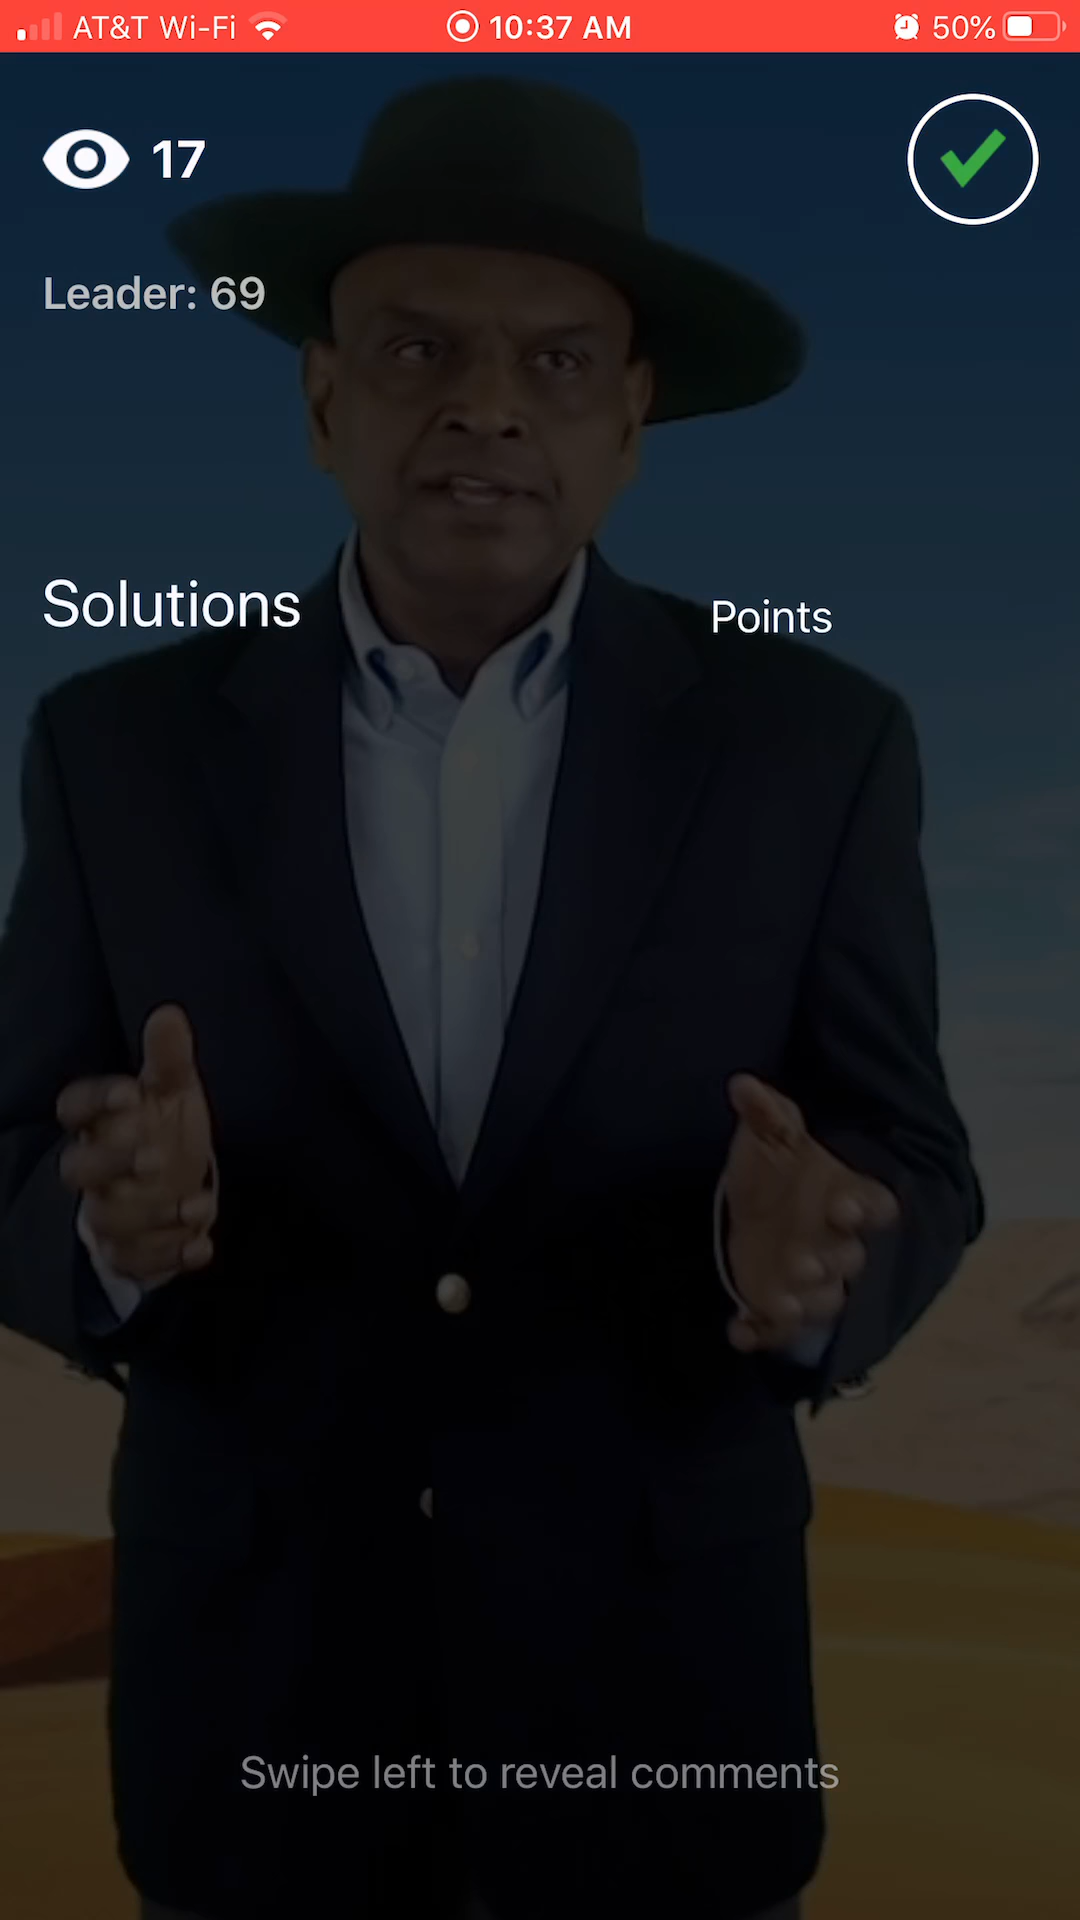 AT&T Wi-Fi 10:37 AM 50%
17
Leader: 69
Solutions Points
Swipe left to reveal comments